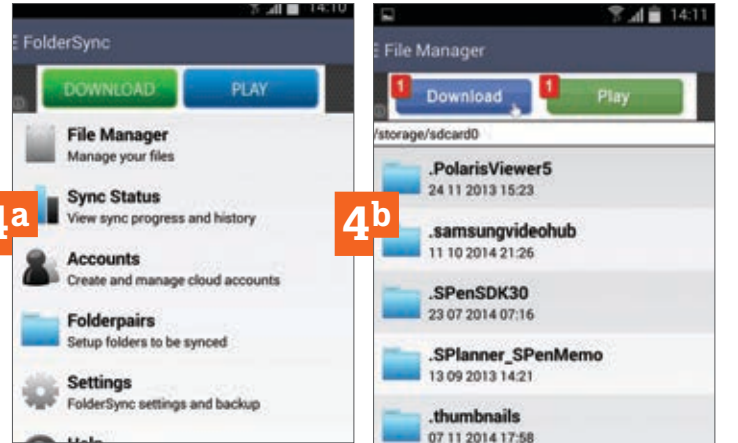 14:10
FolderSync
DOWNLOAD PLAY
File Manager
Manage your files
Sync Status
View sync progress and history
Accounts
Create and manage cloud accounts
Folderpairs
Setup folders to be synced
Settings
FolderSync settings and backup
Help
4a
14:11
File Manager
1 Download 1 Play
/storage/sdcard0
.PolarisViewer5
24 11 2013 15:23
.samsungvideohub
11 10 2014 21:26
.SPenSDK30
23 07 2014 07:16
.SPlanner_SPenMemo
13 09 2013 14:21
.thumbnails
07 11 2014 17:58
4b